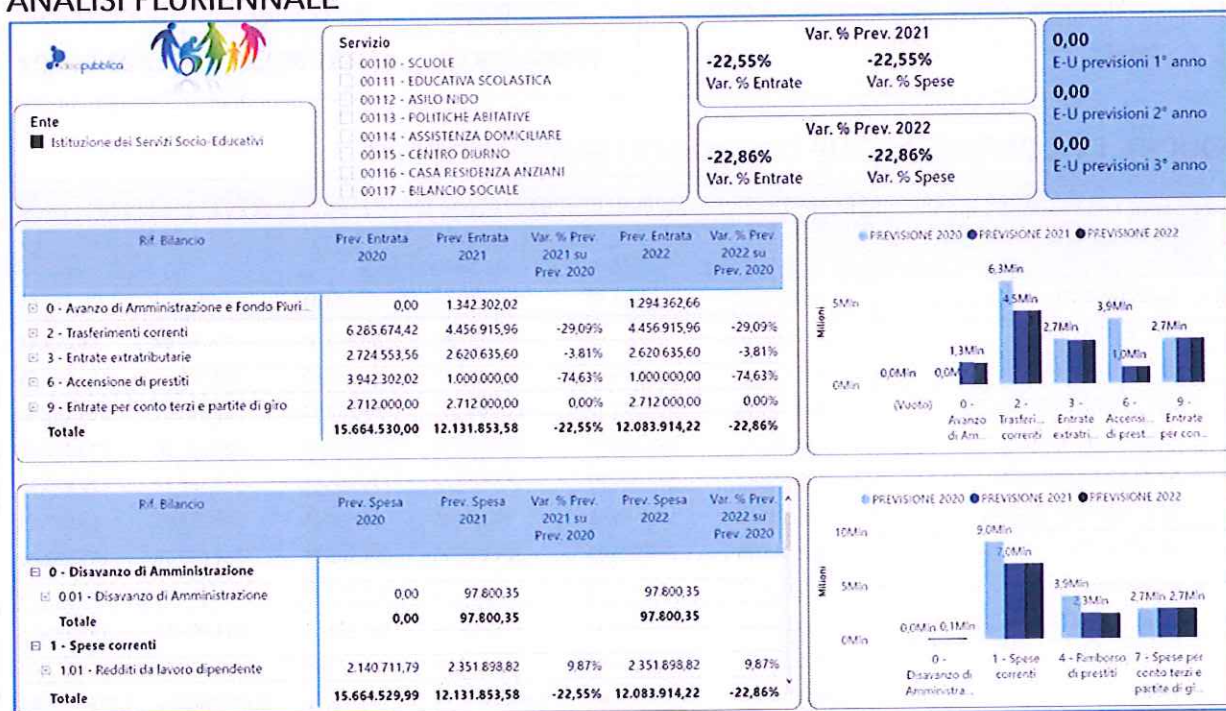 ANALISI PLURIENNALE
Ente
Istituzione dei Servizi Socio-Educativi
Servizio
00110 - SCUOLE
00111 - EDUCATIVA SCOLASTICA
00112 - ASILO NIDO
00113 - POLITICHE ABITATIVE
00114 - ASSISTENZA DOMICILIARE
00115 - CENTRO DIURNO
00116 - CASA RESIDENZA ANZIANI
00117 - BILANCIO SOCIALE
Var. % Prev. 2021
-22,55% -22,55%
Var. % Entrate Var. % Spese
Var. % Prev. 2022
-22,86% -22,86%
Var. % Entrate Var. % Spese
0,00
E-U previsioni 1° anno
0,00
E-U previsioni 2° anno
0,00
E-U previsioni 3° anno
Rif. Bilancio Prev. Entrata 2020 Prev. Entrata 2021 Var. % Prev. 2021 su Prev. 2020 Prev. Entrata 2022 Var. % Prev. 2022 su Prev. 2020
0 - Avanzo di Amministrazione e Fondo Pluri... 0,00 1.342.302,02 1.294.362,66
2 - Trasferimenti correnti 6.285.674,42 4.456.915,96 -29,09% 4.456.915,96 -29,09%
3 - Entrate extratributarie 2.724.553,56 2.620.635,60 -3,81% 2.620.635,60 -3,81%
6 - Accensione di prestiti 3.942.302,02 1.000.000,00 -74,63% 1.000.000,00 -74,63%
9 - Entrate per conto terzi e partite di giro 2.712.000,00 2.712.000,00 0,00% 2.712.000,00 0,00%
Totale 15.664.530,00 12.131.853,58 -22,55% 12.083.914,22 -22,86%
PREVISIONE 2020 PREVISIONE 2021 PREVISIONE 2022
Milioni
5Mln
0Mln
0,0Mln
0,0M
1,3Mln
6,3Mln
4,5Mln
2,7Mln
3,9Mln
1,0Mln
2,7Mln
(Vuoto)
0 - Avanzo di Am...
2 - Trasferi... correnti
3 - Entrate extratri...
6 - Accensi... di prest...
9 - Entrate per con...
Rif. Bilancio Prev. Spesa 2020 Prev. Spesa 2021 Var. % Prev. 2021 su Prev. 2020 Prev. Spesa 2022 Var. % Prev. 2022 su Prev. 2020
0 - Disavanzo di Amministrazione
0.01 - Disavanzo di Amministrazione 0,00 97.800,35 97.800,35
Totale 0,00 97.800,35 97.800,35
1 - Spese correnti
1.01 - Redditi da lavoro dipendente 2.140.711,79 2.351.898,82 9,87% 2.351.898,82 9,87%
Totale 15.664.529,99 12.131.853,58 -22,55% 12.083.914,22 -22,86%
PREVISIONE 2020 PREVISIONE 2021 PREVISIONE 2022
Milioni
10Mln
5Mln
0Mln
0,0Mln 0,1Mln
9,0Mln
7,0Mln
3,9Mln
2,3Mln
2,7Mln 2,7Mln
0 - Disavanzo di Amministra...
1 - Spese correnti
4 - Rimborso di prestiti
7 - Spese per conto terzi e partite di gi...